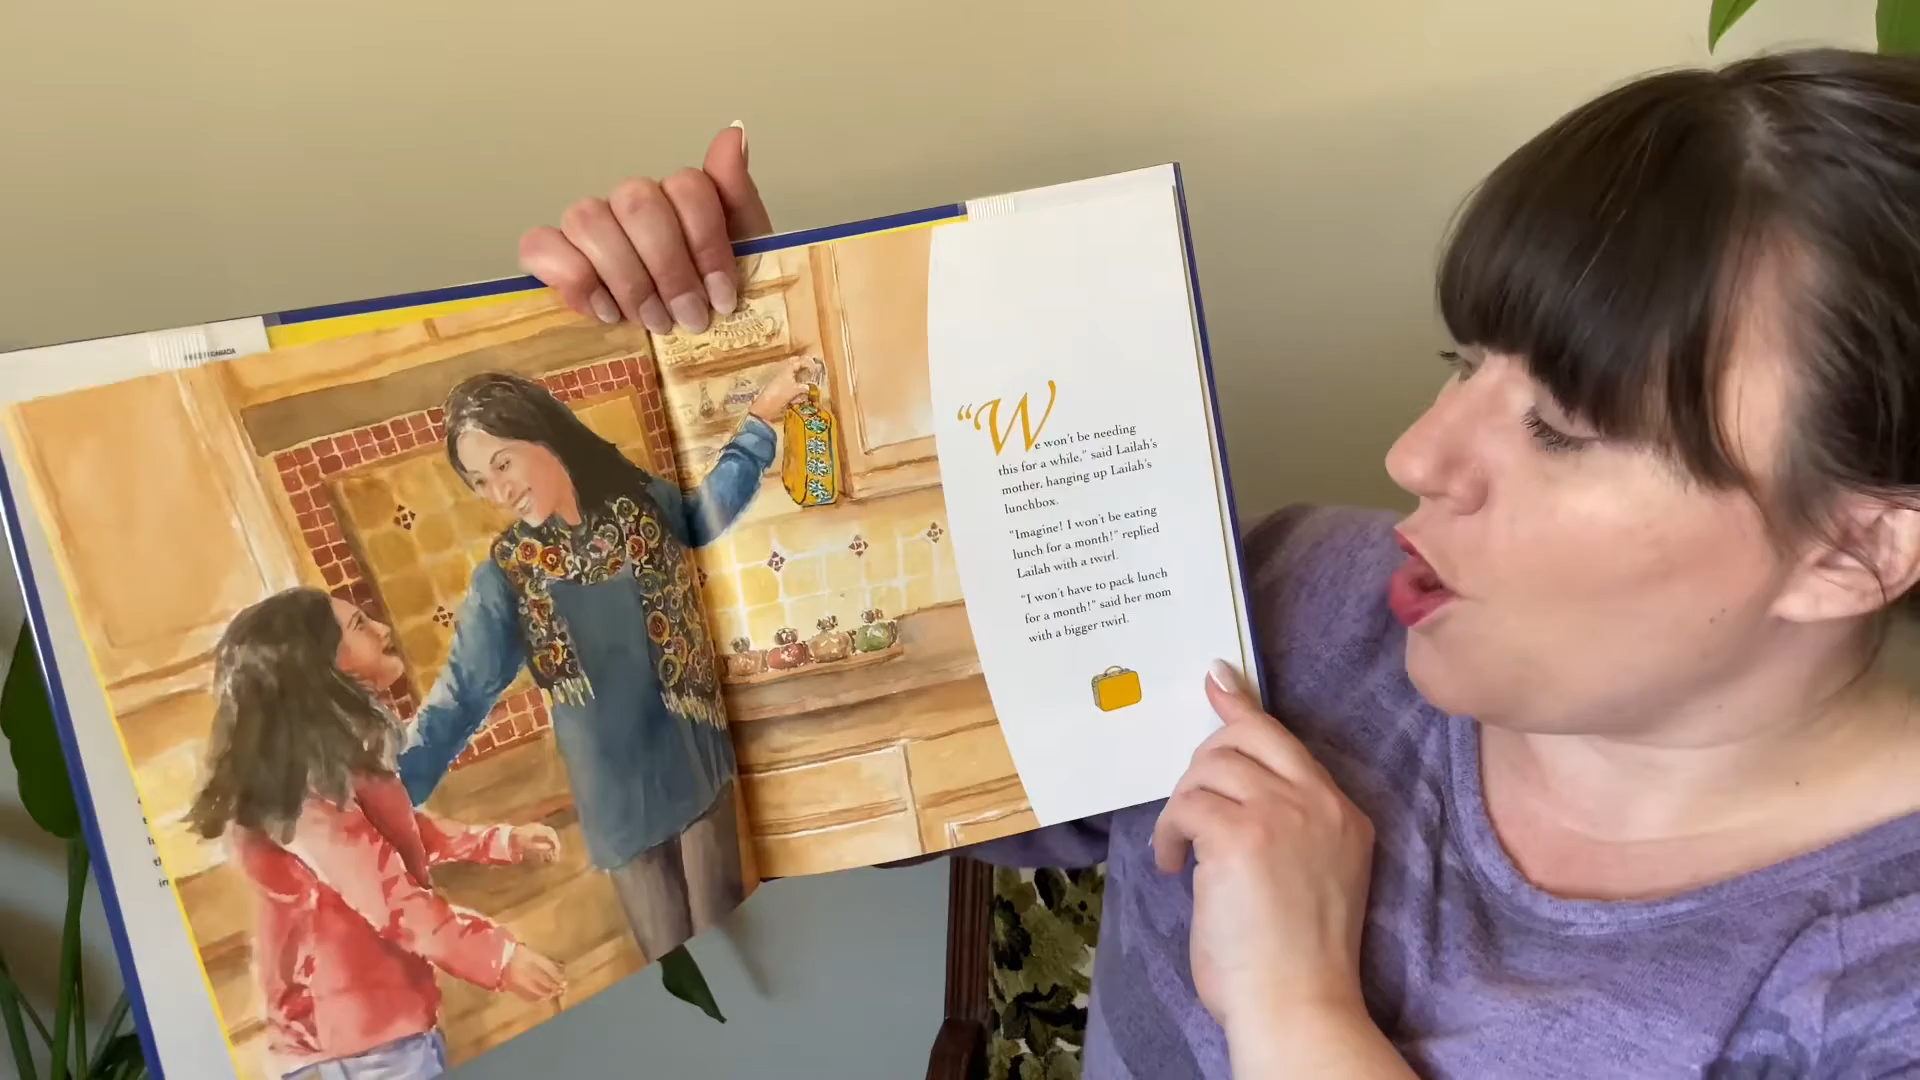 “We won’t be needing
this for a while,” said Lailah’s
mother, hanging up Lailah’s
lunchbox.
“Imagine! I won’t be eating
lunch for a month!” replied
Lailah with a twirl.
“I won’t have to pack lunch
for a month!” said her mom
with a bigger twirl.